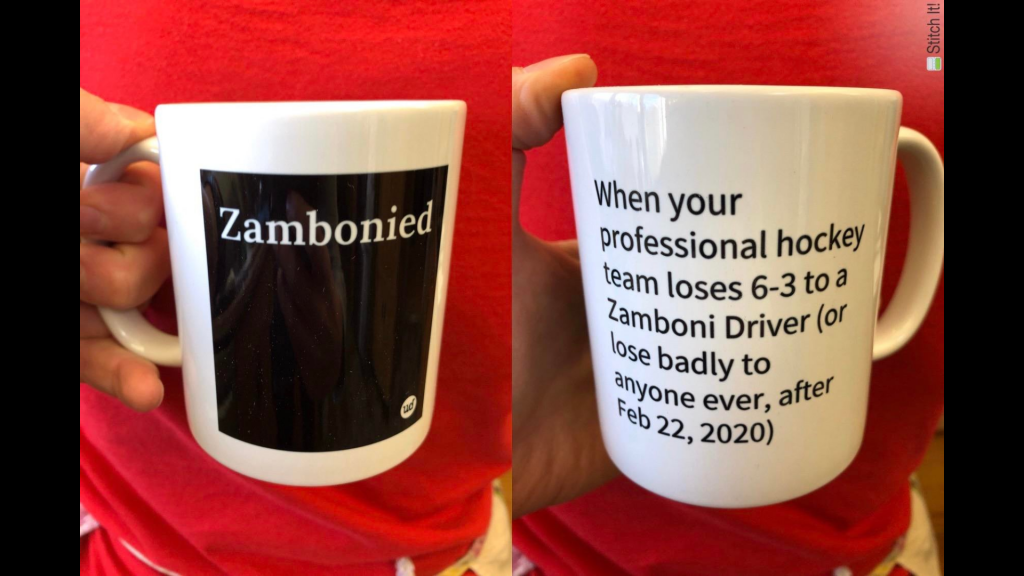 Zambonied
ud
When your
professional hockey
team loses 6-3 to a
Zamboni Driver (or
lose badly to
anyone ever, after
Feb 22, 2020)
Stitch It!